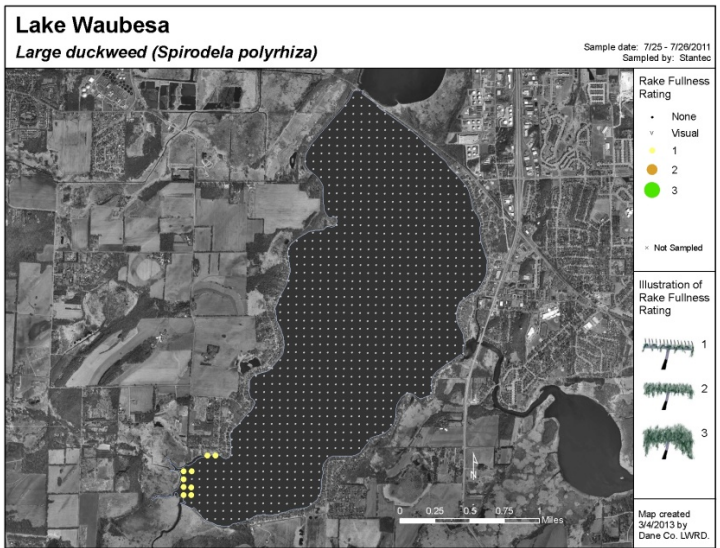 Lake Waubesa
Large duckweed (Spirodela polyrhiza)
Sample date: 7/25 - 7/26/2011
Sampled by: Stantec
Rake Fullness
Rating
None
Visual
1
2
3
Not Sampled
Illustration of
Rake Fullness
Rating
1
2
3
N
0 0.25 0.5 0.75 1
Miles
Map created
3/4/2013 by
Dane Co. LWRD.